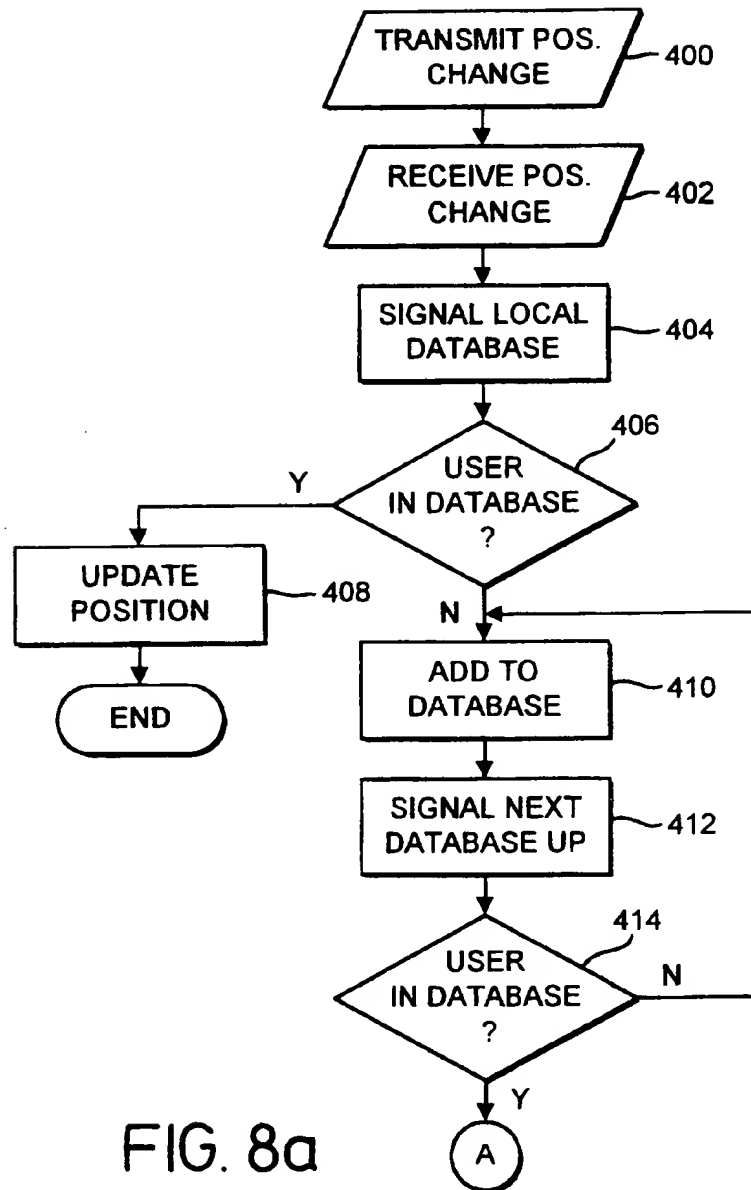 TRANSMIT POS.
CHANGE
400
RECEIVE POS.
CHANGE
402
SIGNAL LOCAL
DATABASE
404
406
USER
IN DATABASE
?
Y
UPDATE
POSITION
408
N
END
ADD TO
DATABASE
410
SIGNAL NEXT
DATABASE UP
412
414
USER
IN DATABASE
?
N
Y
A
FIG. 8a